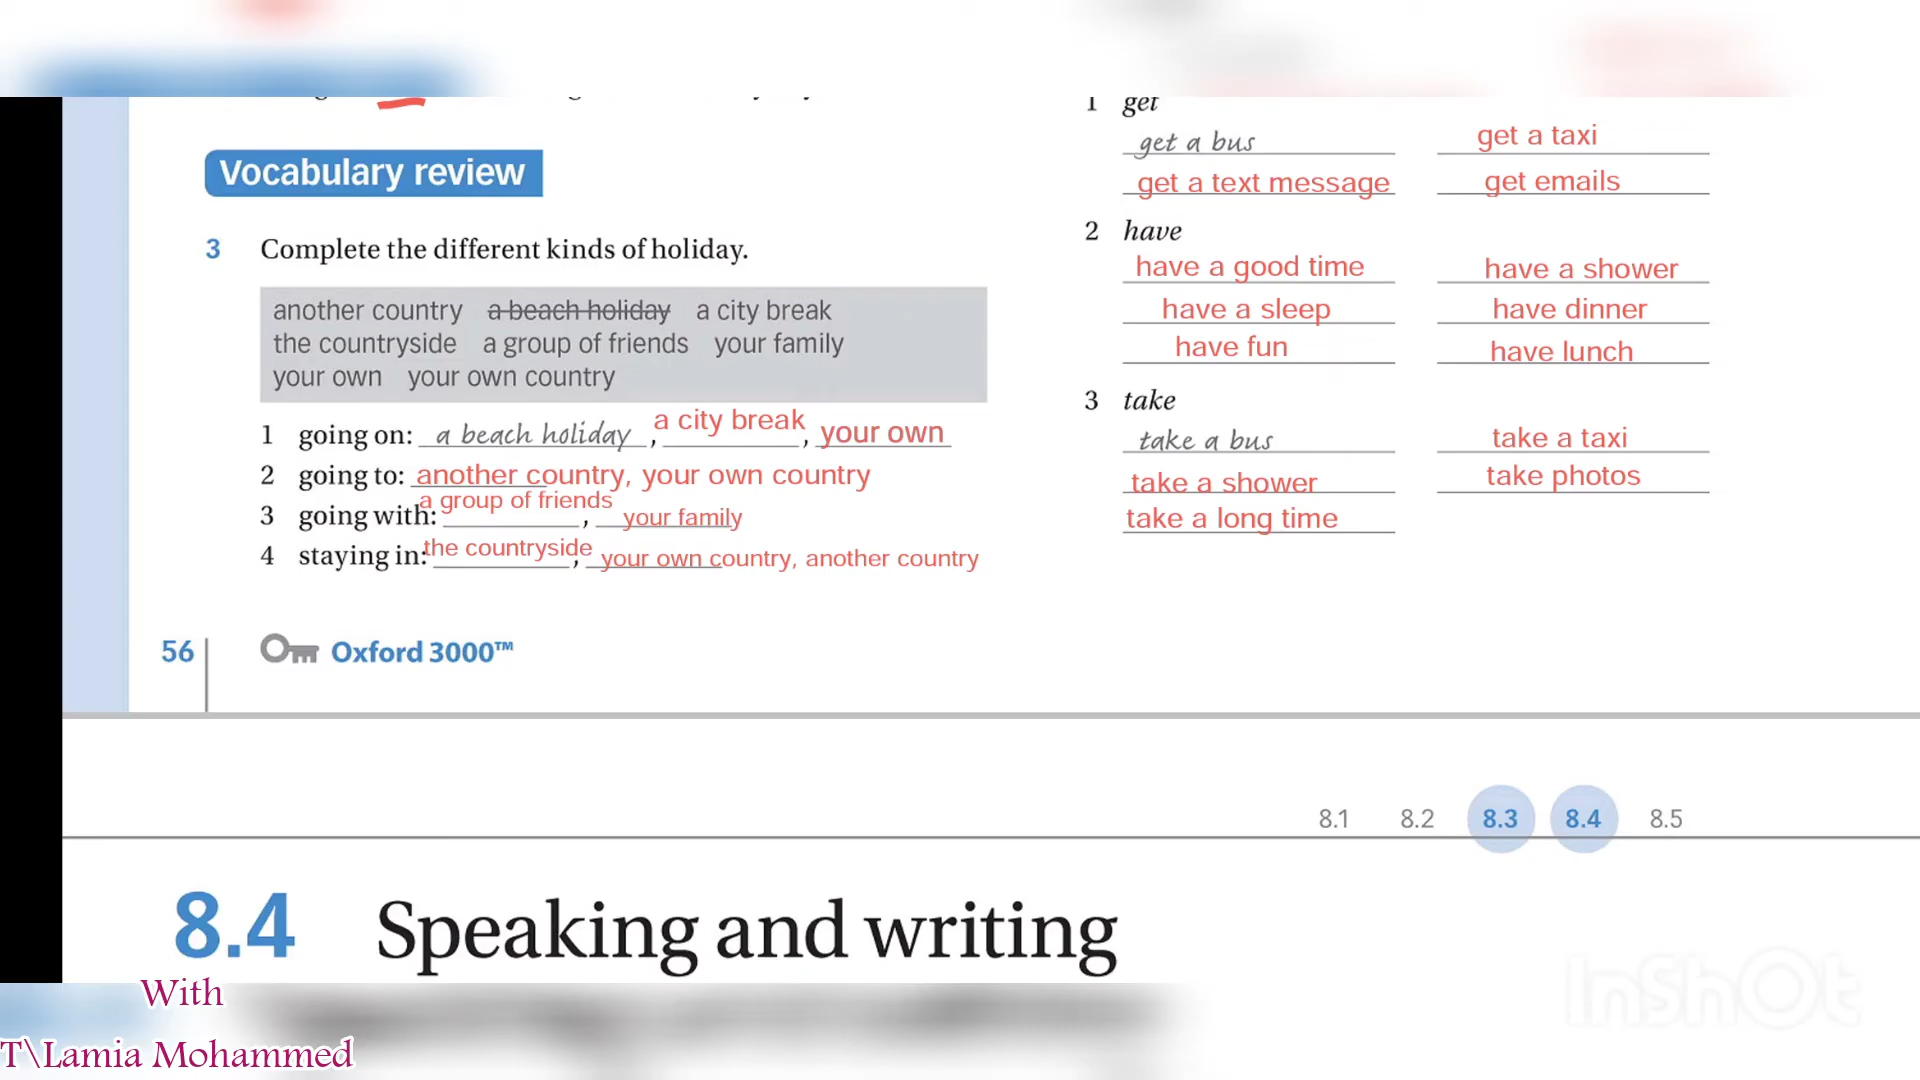 Vocabulary review
3 Complete the different kinds of holiday.
another country a beach holiday a city break
the countryside a group of friends your family
your own your own country
1 going on: a beach holiday, a city break, your own
2 going to: another country, your own country
3 going with: a group of friends, your family
4 staying in: the countryside, your own country, another country
56 Oxford 3000™
1 get
get a bus get a taxi
get a text message get emails
2 have
have a good time have a shower
have a sleep have dinner
have fun have lunch
3 take
take a bus take a taxi
take a shower take photos
take a long time
8.1 8.2 8.3 8.4 8.5
8.4 Speaking and writing
With
T\Lamia Mohammed
InShOt